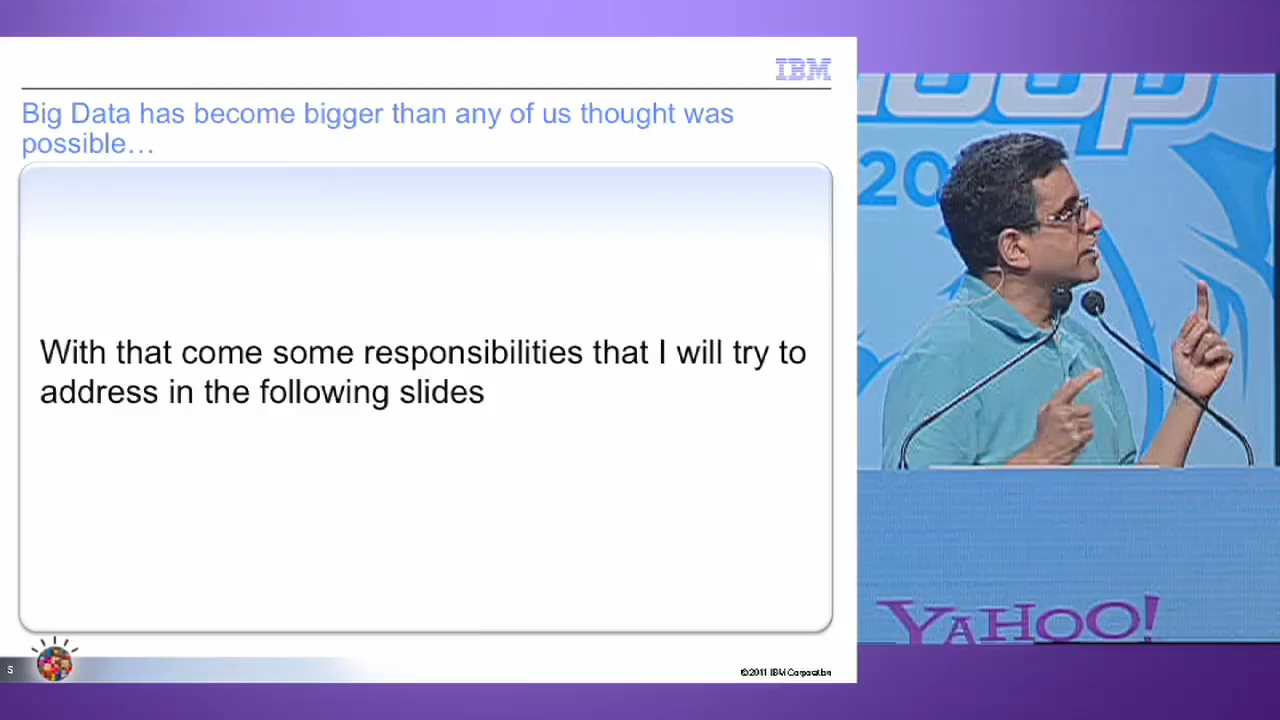 IBM
Big Data has become bigger than any of us thought was
possible…
With that come some responsibilities that I will try to
address in the following slides
5
©2011 IBM Corporation
20
YAHOO!